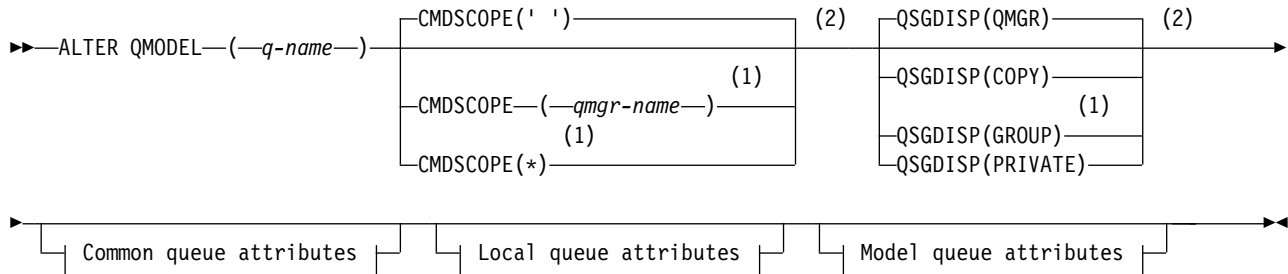 CMDSCOPE(' ') (2) QSGDISP(QMGR) (2)
ALTER QMODEL ( q-name )
QSGDISP(COPY)
(1)
CMDSCOPE ( qmgr-name ) (1)
(1) QSGDISP(GROUP)
CMDSCOPE(*) QSGDISP(PRIVATE)
Common queue attributes Local queue attributes Model queue attributes